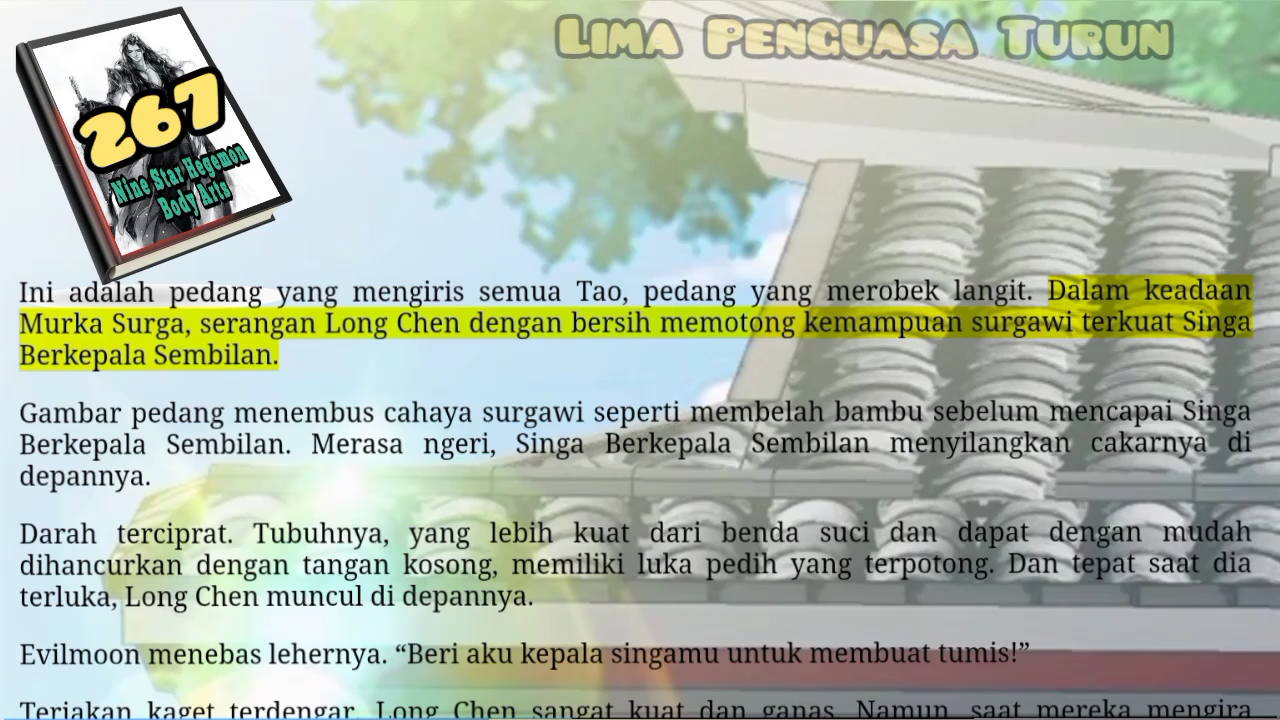 Lima Penguasa Turun
267
Nine Star Hegemon
Body Arts
Ini adalah pedang yang mengiris semua Tao, pedang yang merobek langit. Dalam keadaan
Murka Surga, serangan Long Chen dengan bersih memotong kemampuan surgawi terkuat Singa
Berkepala Sembilan.
Gambar pedang menembus cahaya surgawi seperti membelah bambu sebelum mencapai Singa
Berkepala Sembilan. Merasa ngeri, Singa Berkepala Sembilan menyilangkan cakarnya di
depannya.
Darah terciprat. Tubuhnya, yang lebih kuat dari benda suci dan dapat dengan mudah
dihancurkan dengan tangan kosong, memiliki luka pedih yang terpotong. Dan tepat saat dia
terluka, Long Chen muncul di depannya.
Evilmoon menebas lehernya. “Beri aku kepala singamu untuk membuat tumis!”
Teriakan kaget terdengar. Long Chen sangat kuat dan ganas. Namun, saat mereka mengira